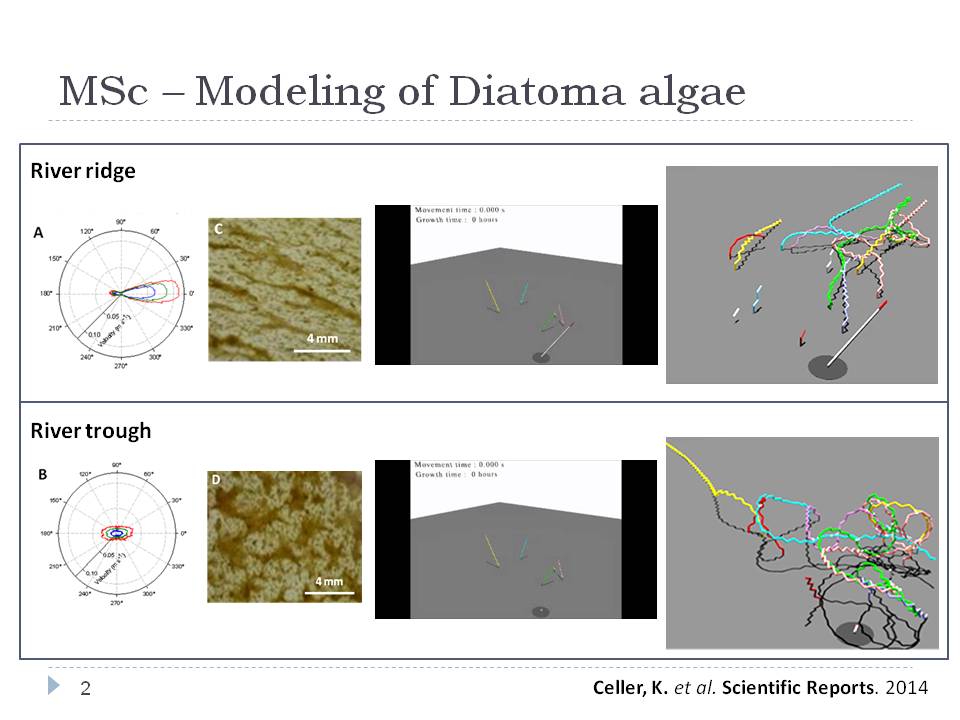 MSc – Modeling of Diatoma algae
River ridge
A
90°
120°
60°
150°
30°
180°
0°
210°
330°
240°
300°
270°
0.05
0.10
Velocity (m s⁻¹)
C
4 mm
Movement time : 0.000 s
Growth time : 0 hours
River trough
B
90°
120°
60°
150°
30°
180°
0°
210°
330°
240°
300°
270°
0.05
0.10
Velocity (m s⁻¹)
D
4 mm
Movement time : 0.000 s
Growth time : 0 hours
2
Celler, K. et al. Scientific Reports. 2014